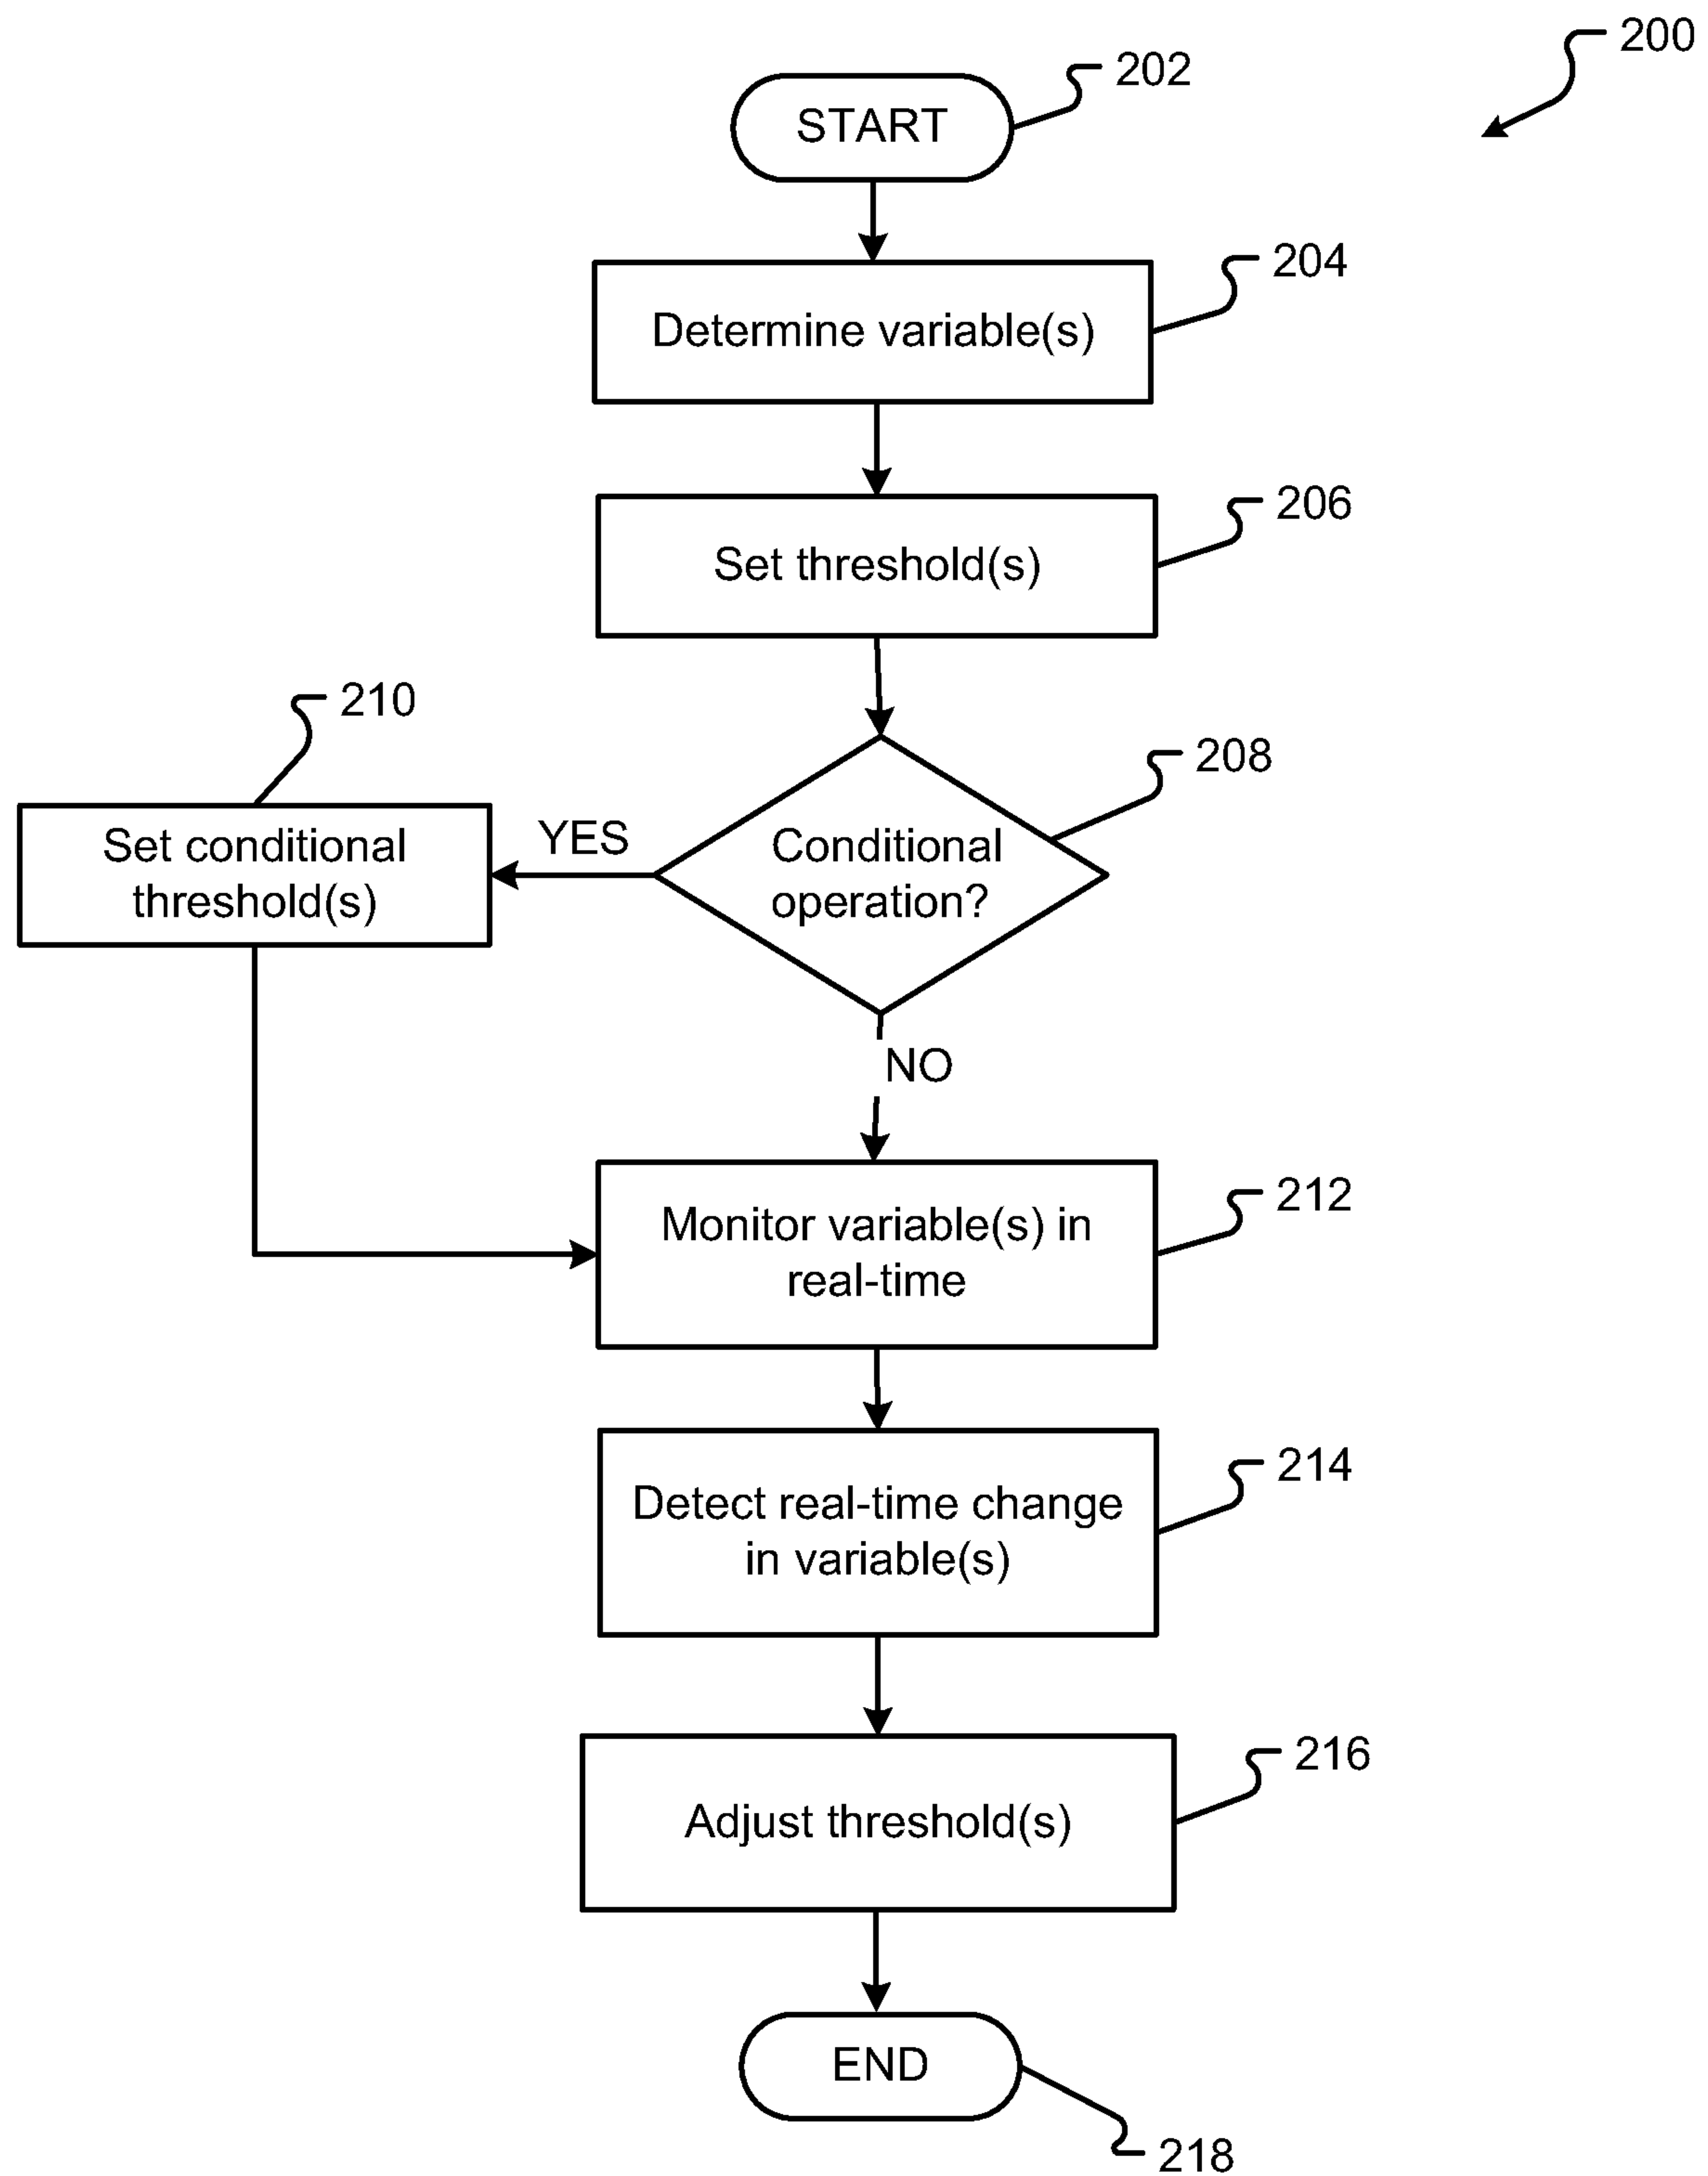 200
202
START
204
Determine variable(s)
206
Set threshold(s)
210
208
Set conditional
threshold(s)
YES
Conditional
operation?
NO
212
Monitor variable(s) in
real-time
214
Detect real-time change
in variable(s)
216
Adjust threshold(s)
END
218